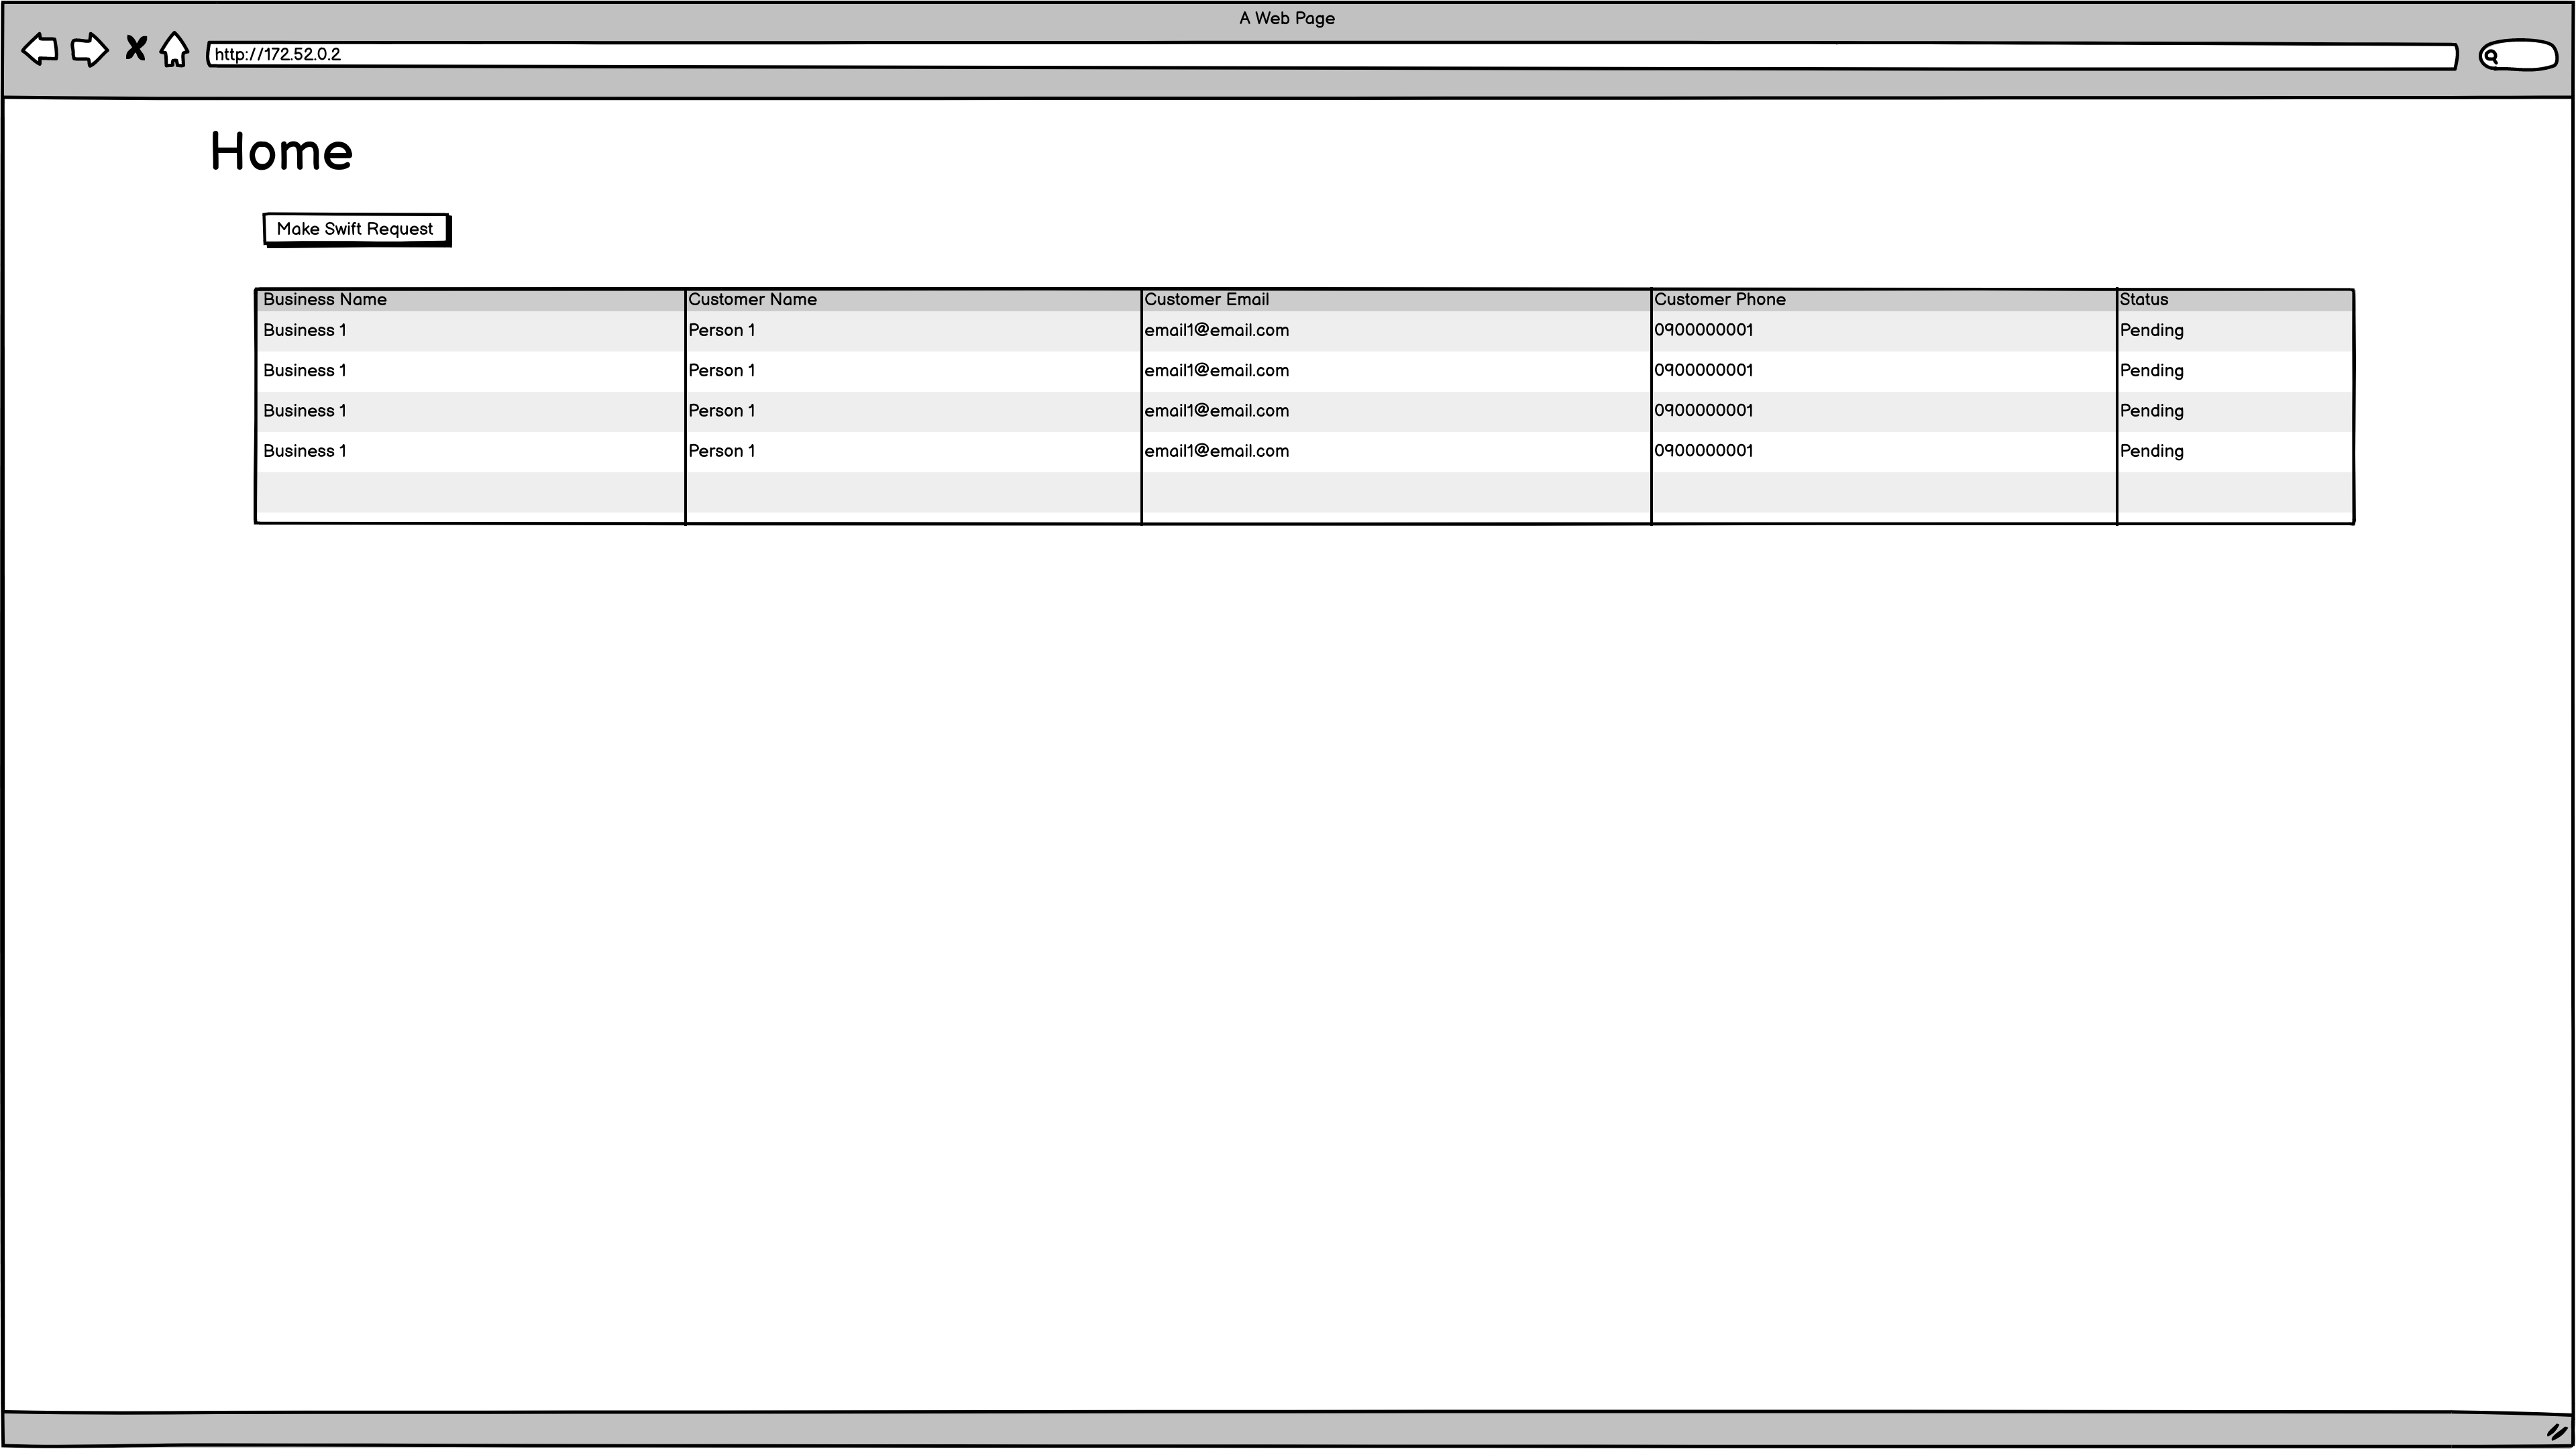 A Web Page
http://172.52.0.2
Home
Make Swift Request
Business Name Customer Name Customer Email Customer Phone Status
Business 1 Person 1 email1@email.com 0900000001 Pending
Business 1 Person 1 email1@email.com 0900000001 Pending
Business 1 Person 1 email1@email.com 0900000001 Pending
Business 1 Person 1 email1@email.com 0900000001 Pending